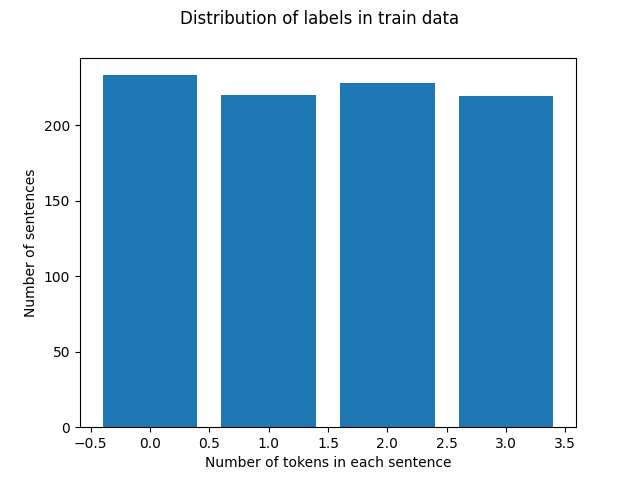 Distribution of labels in train data
Number of sentences
200
150
100
50
0
−0.5 0.0 0.5 1.0 1.5 2.0 2.5 3.0 3.5
Number of tokens in each sentence